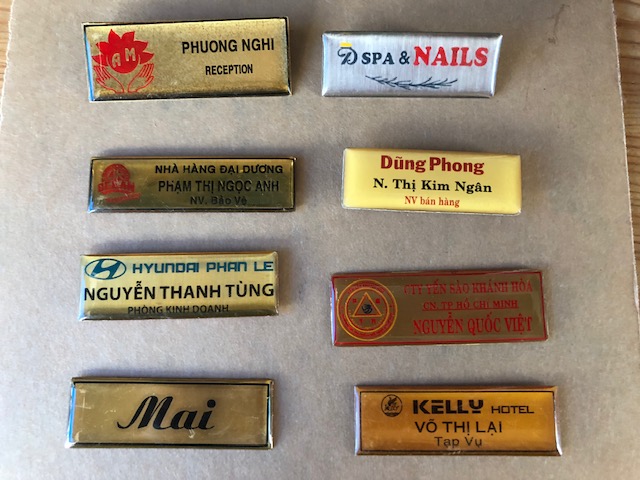 AM
PHUONG NGHI
RECEPTION
D SPA & NAILS
NHÀ HÀNG ĐẠI DƯƠNG
PHẠM THỊ NGỌC ANH
NV. Bảo Vệ
Dũng Phong
N. Thị Kim Ngân
NV bán hàng
HYUNDAI PHAN LE
NGUYỄN THANH TÙNG
PHÒNG KINH DOANH
CTY YẾN SÀO KHÁNH HÒA
CN. TP HỒ CHÍ MINH
NGUYỄN QUỐC VIỆT
Mai
KELLY HOTEL
VÕ THỊ LẠI
Tạp Vụ